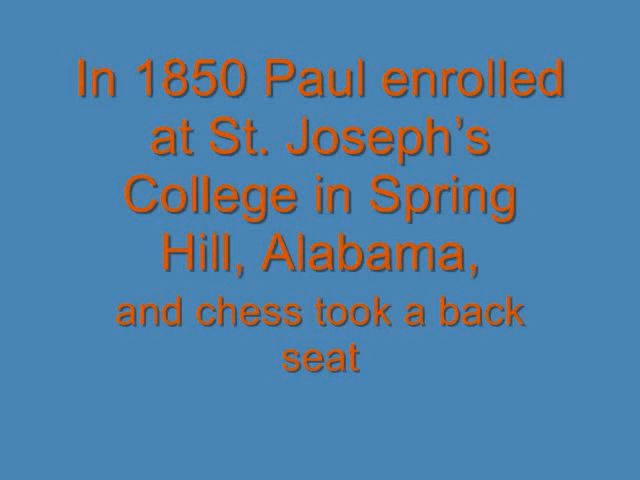 In 1850 Paul enrolled
at St. Joseph’s
College in Spring
Hill, Alabama,
and chess took a back
seat